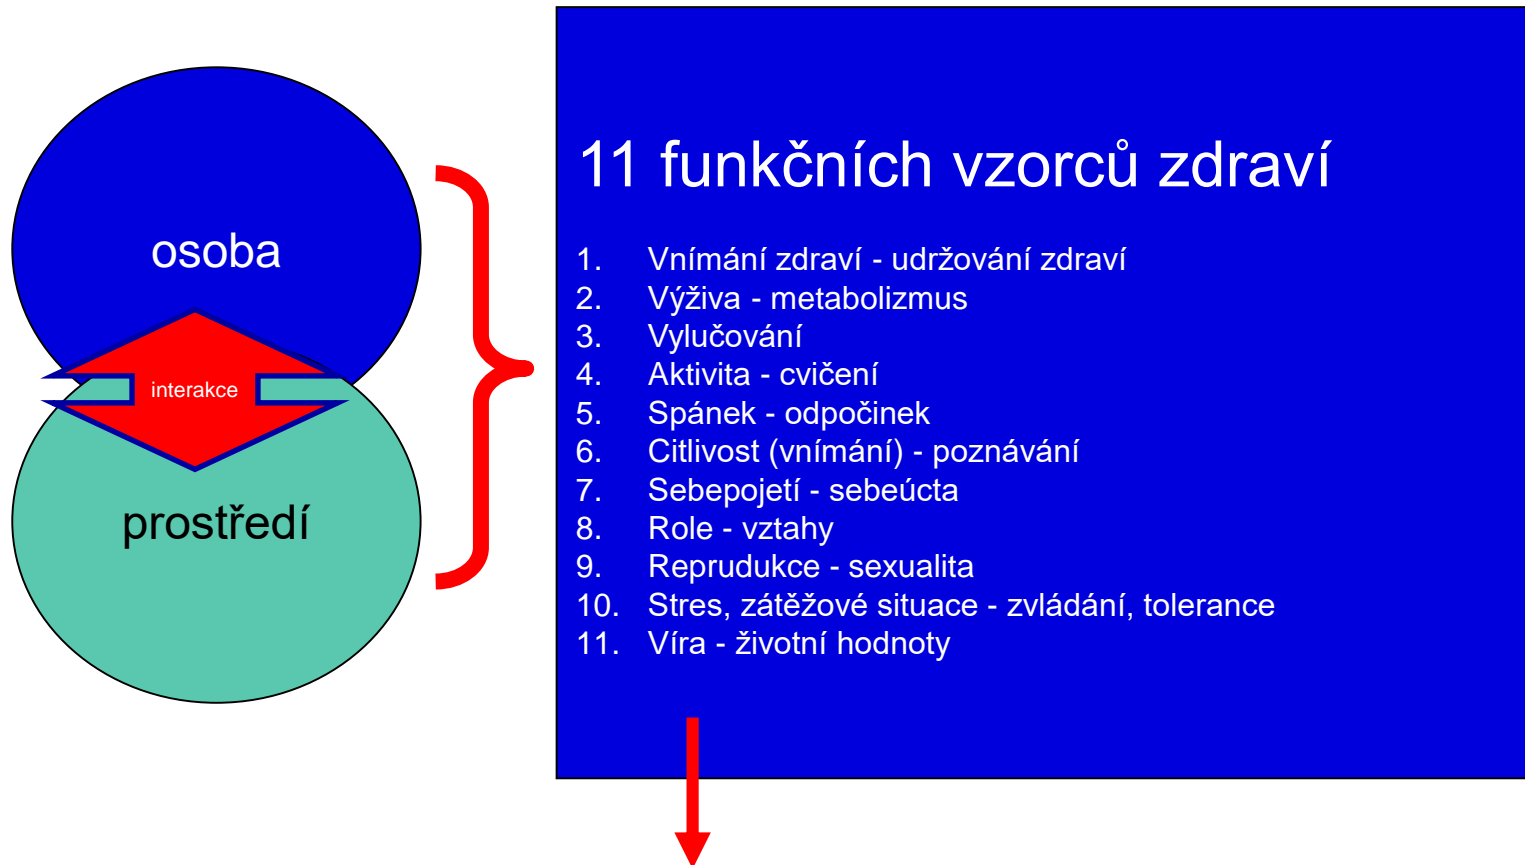 osoba
interakce
prostředí
11 funkčních vzorců zdraví
1. Vnímání zdraví - udržování zdraví
2. Výživa - metabolizmus
3. Vylučování
4. Aktivita - cvičení
5. Spánek - odpočinek
6. Citlivost (vnímání) - poznávání
7. Sebepojetí - sebeúcta
8. Role - vztahy
9. Reprudukce - sexualita
10. Stres, zátěžové situace - zvládání, tolerance
11. Víra - životní hodnoty